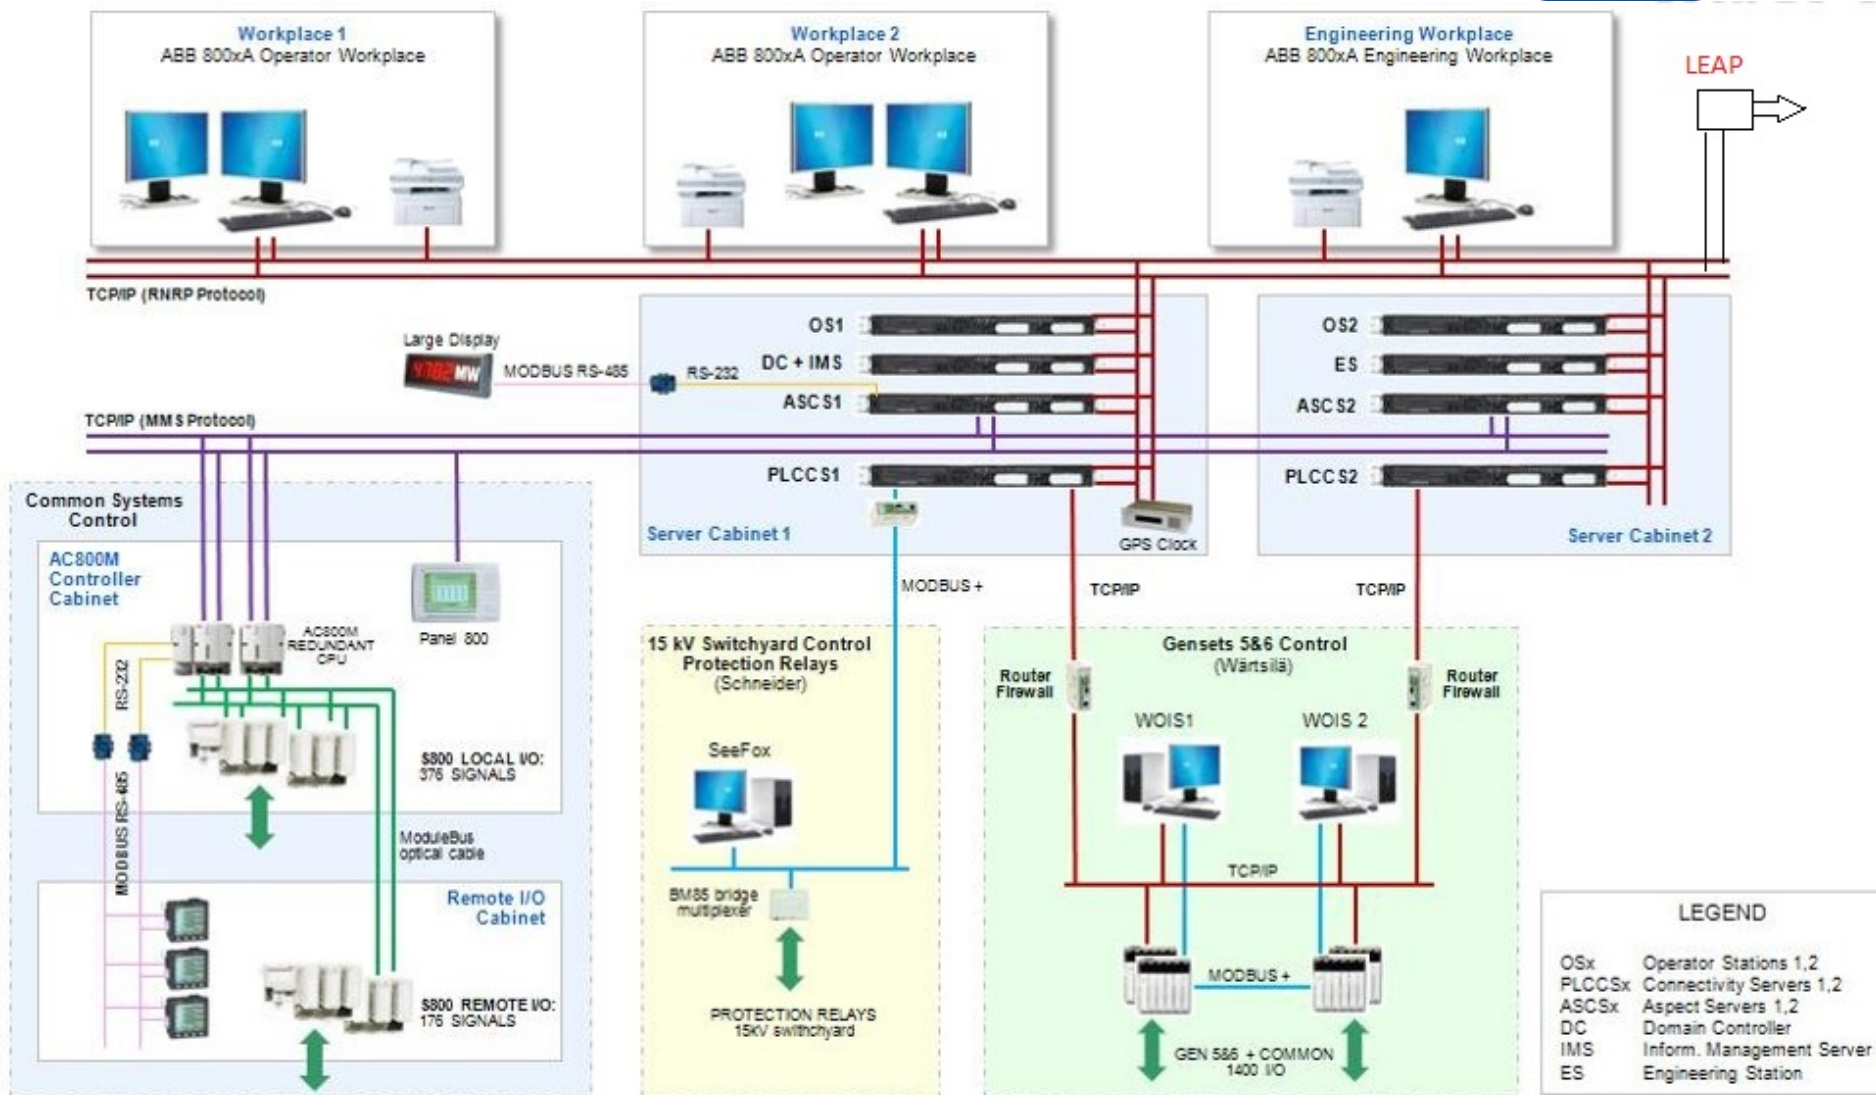 Workplace 1
ABB 800xA Operator Workplace
Workplace 2
ABB 800xA Operator Workplace
Engineering Workplace
ABB 800xA Engineering Workplace
LEAP
TCP/IP (RNRP Protocol)
Large Display
4782 MW
MODBUS RS-485
RS-232
OS1
DC + IMS
ASCS1
PLCCS1
Server Cabinet 1
GPS Clock
OS2
ES
ASCS2
PLCCS2
Server Cabinet 2
TCP/IP (MMS Protocol)
Common Systems
Control
AC800M
Controller
Cabinet
AC800M
REDUNDANT
CPU
Panel 800
RS-232
MODBUS RS-485
S800 LOCAL I/O:
376 SIGNALS
ModuleBus
optical cable
Remote I/O
Cabinet
S800 REMOTE I/O:
176 SIGNALS
MODBUS +
TCP/IP
TCP/IP
15 kV Switchyard Control
Protection Relays
(Schneider)
SeeFox
BM85 bridge
multiplexer
PROTECTION RELAYS
15kV swithchyard
Gensets 5&6 Control
(Wärtsilä)
Router
Firewall
Router
Firewall
WOIS1
WOIS 2
TCP/IP
MODBUS +
GEN 5&6 + COMMON
1400 I/O
LEGEND
OSx Operator Stations 1,2
PLCCSx Connectivity Servers 1,2
ASCSx Aspect Servers 1,2
DC Domain Controller
IMS Inform. Management Server
ES Engineering Station